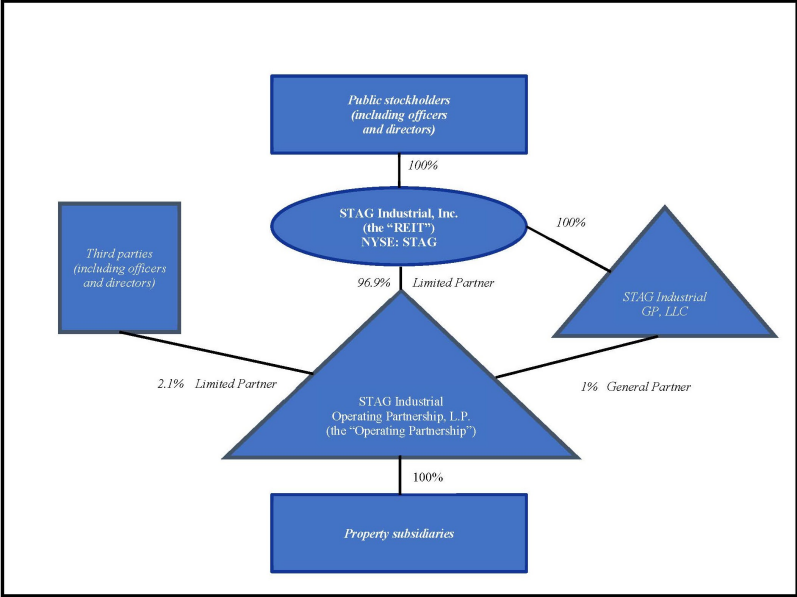 Public stockholders
(including officers
and directors)
100%
STAG Industrial, Inc.
(the “REIT”)
NYSE: STAG
100%
Third parties
(including officers
and directors)
96.9% Limited Partner
STAG Industrial
GP, LLC
2.1% Limited Partner
1% General Partner
STAG Industrial
Operating Partnership, L.P.
(the “Operating Partnership”)
100%
Property subsidiaries